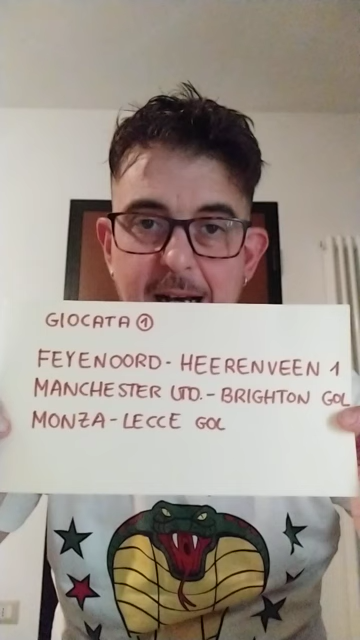 GIOCATA ①
FEYENOORD - HEERENVEEN 1
MANCHESTER UTD. - BRIGHTON GOL
MONZA - LECCE GOL